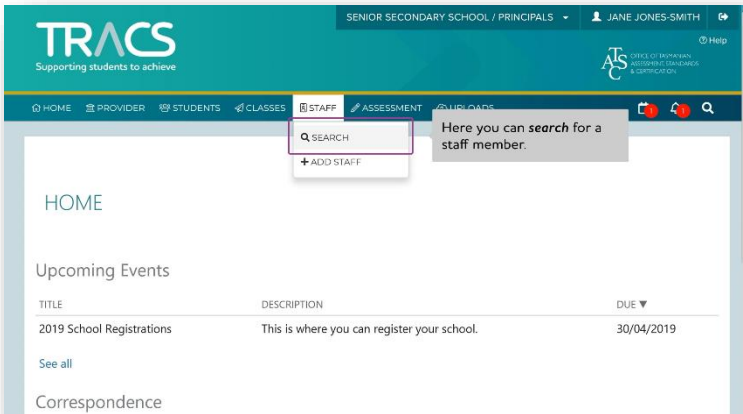 SENIOR SECONDARY SCHOOL / PRINCIPALS
JANE JONES-SMITH
Help
TRACS
Supporting students to achieve
ATSC
OFFICE OF TASMANIAN
ASSESSMENT, STANDARDS
& CERTIFICATION
HOME PROVIDER STUDENTS CLASSES STAFF ASSESSMENT UPLOADS
1 1
SEARCH
+ ADD STAFF
Here you can search for a
staff member.
HOME
Upcoming Events
TITLE DESCRIPTION DUE ▼
2019 School Registrations This is where you can register your school. 30/04/2019
See all
Correspondence